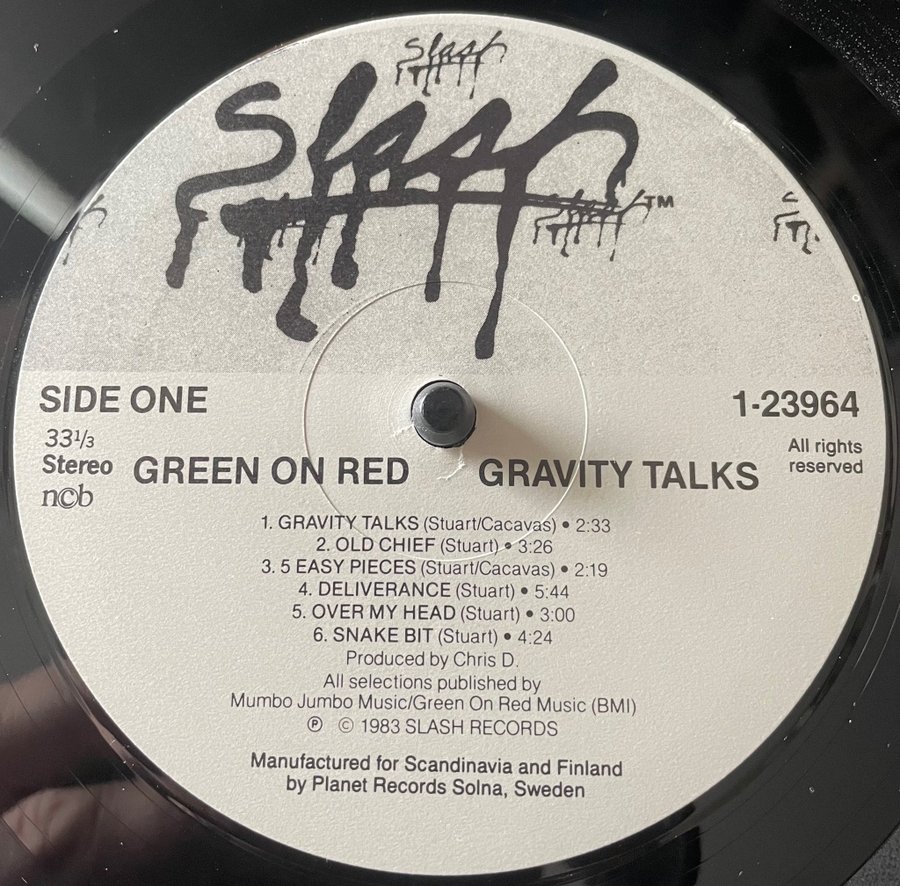 Slash
Slash™
Slash
SIDE ONE
1-23964
33⅓
Stereo
n©b
All rights
reserved
GREEN ON RED GRAVITY TALKS
1. GRAVITY TALKS (Stuart/Cacavas) • 2:33
2. OLD CHIEF (Stuart) • 3:26
3. 5 EASY PIECES (Stuart/Cacavas) • 2:19
4. DELIVERANCE (Stuart) • 5:44
5. OVER MY HEAD (Stuart) • 3:00
6. SNAKE BIT (Stuart) • 4:24
Produced by Chris D.
All selections published by
Mumbo Jumbo Music/Green On Red Music (BMI)
℗ © 1983 SLASH RECORDS
Manufactured for Scandinavia and Finland
by Planet Records Solna, Sweden